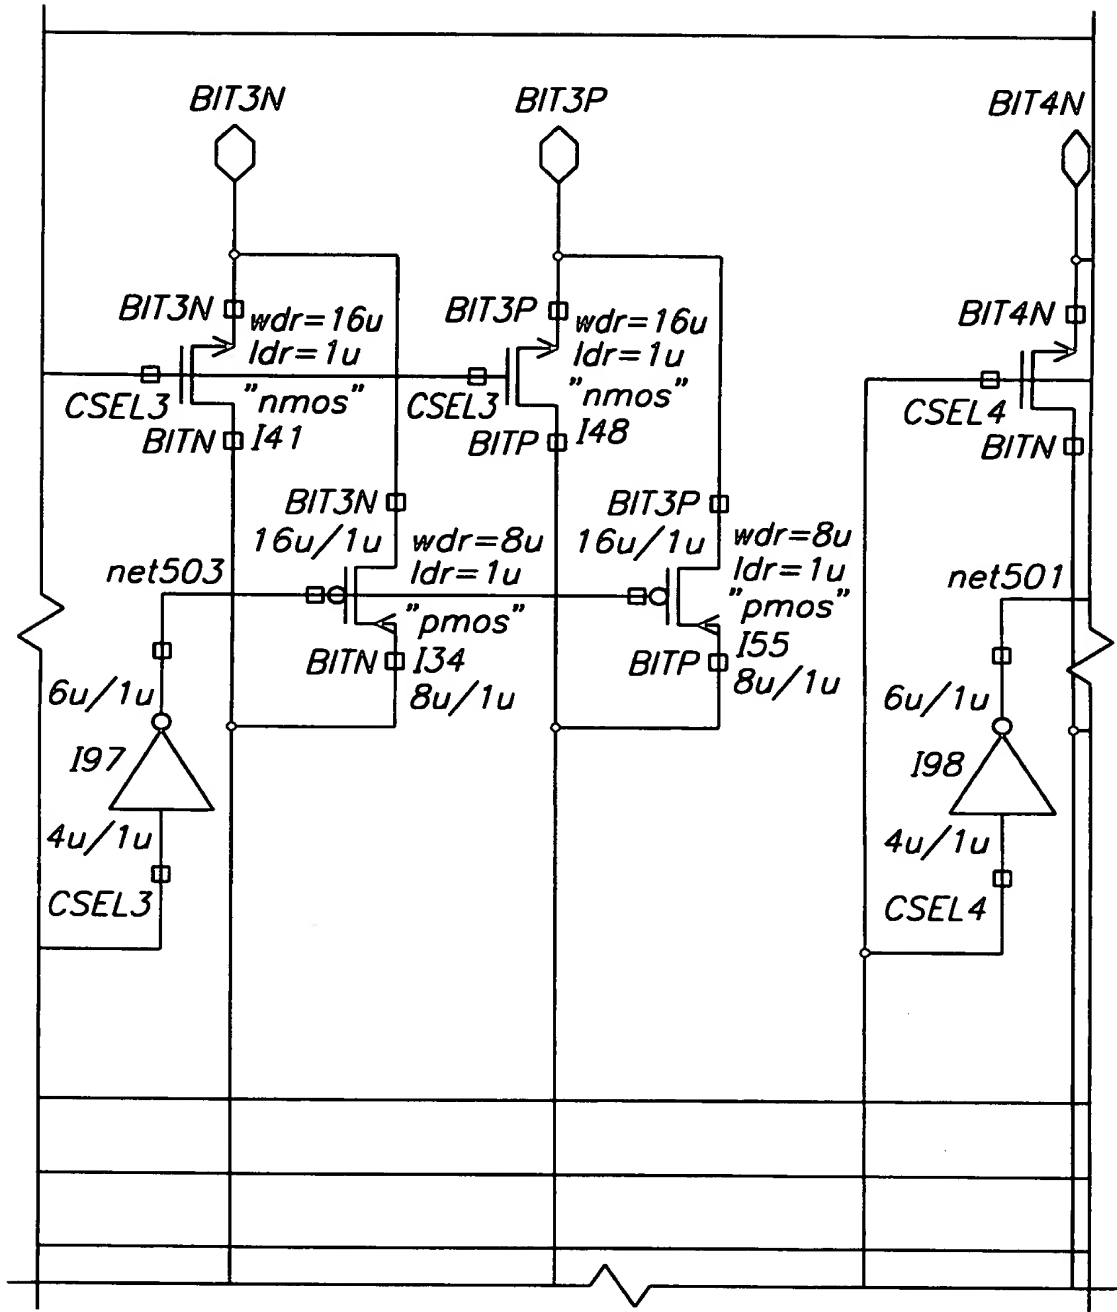 BIT3N
BIT3P
BIT4N
BIT3N
wdr=16u
ldr=1u
"nmos"
CSEL3
BITN
I41
BIT3P
wdr=16u
ldr=1u
"nmos"
CSEL3
BITP
I48
BIT4N
CSEL4
BITN
BIT3N
16u/1u
wdr=8u
ldr=1u
"pmos"
BITN
I34
8u/1u
BIT3P
16u/1u
wdr=8u
ldr=1u
"pmos"
BITP
I55
8u/1u
net503
6u/1u
I97
4u/1u
CSEL3
net501
6u/1u
I98
4u/1u
CSEL4